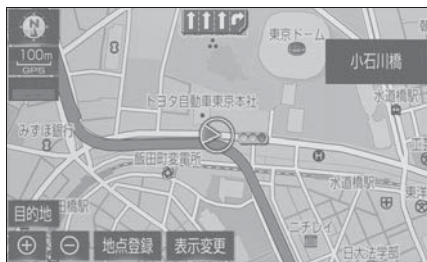 東京ドーム
100m
GPS
小石川橋
水道橋駅
トヨタ自動車東京本社
みずほ銀行
飯田町変電所
水道橋駅
目的地
田橋駅
ニチレイ
地点登録
表示変更
日大法学部